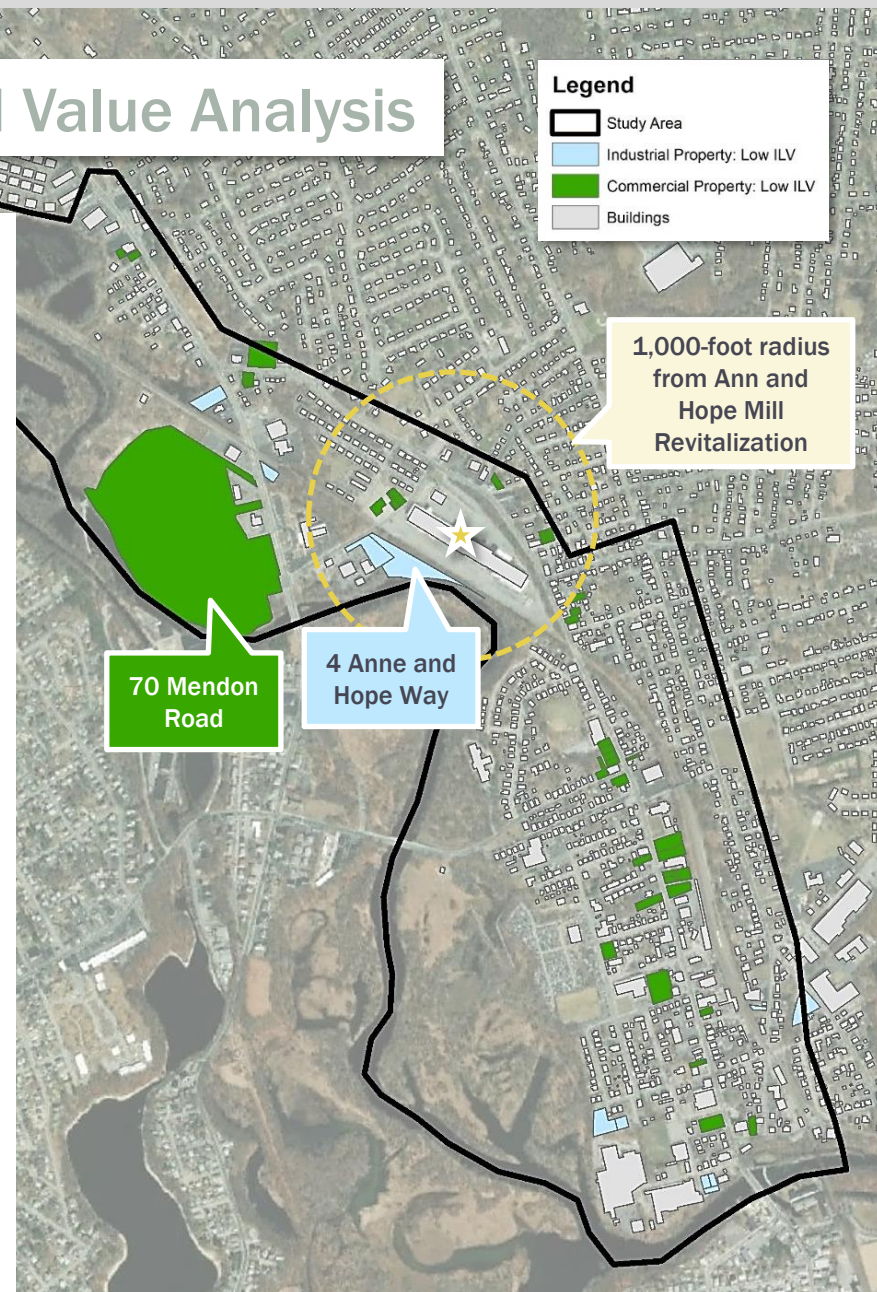 Value Analysis
Legend
Study Area
Industrial Property: Low ILV
Commercial Property: Low ILV
Buildings
1,000-foot radius
from Ann and
Hope Mill
Revitalization
70 Mendon
Road
4 Anne and
Hope Way